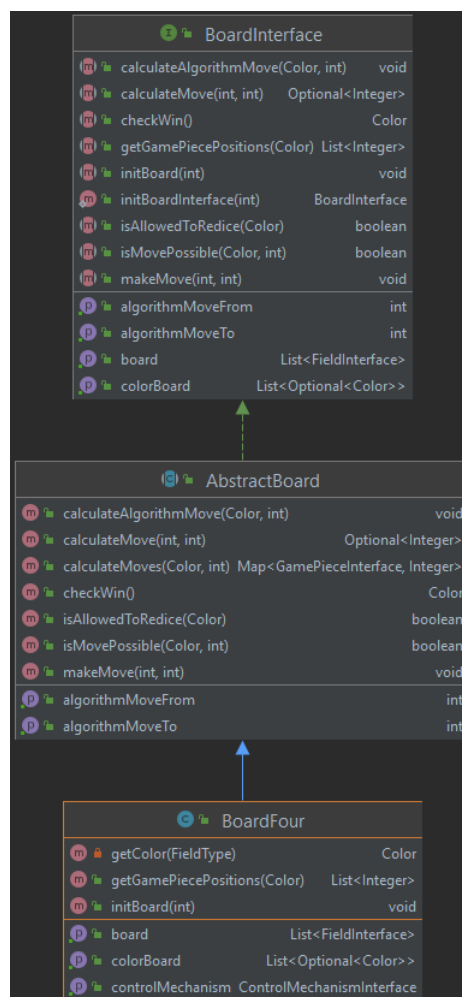 BoardInterface
calculateAlgorithmMove(Color, int) void
calculateMove(int, int) Optional<Integer>
checkWin() Color
getGamePiecePositions(Color) List<Integer>
initBoard(int) void
initBoardInterface(int) BoardInterface
isAllowedToRedice(Color) boolean
isMovePossible(Color, int) boolean
makeMove(int, int) void
algorithmMoveFrom int
algorithmMoveTo int
board List<FieldInterface>
colorBoard List<Optional<Color>>
AbstractBoard
calculateAlgorithmMove(Color, int) void
calculateMove(int, int) Optional<Integer>
calculateMoves(Color, int) Map<GamePieceInterface, Integer>
checkWin() Color
isAllowedToRedice(Color) boolean
isMovePossible(Color, int) boolean
makeMove(int, int) void
algorithmMoveFrom int
algorithmMoveTo int
BoardFour
getColor(FieldType) Color
getGamePiecePositions(Color) List<Integer>
initBoard(int) void
board List<FieldInterface>
colorBoard List<Optional<Color>>
controlMechanism ControlMechanismInterface